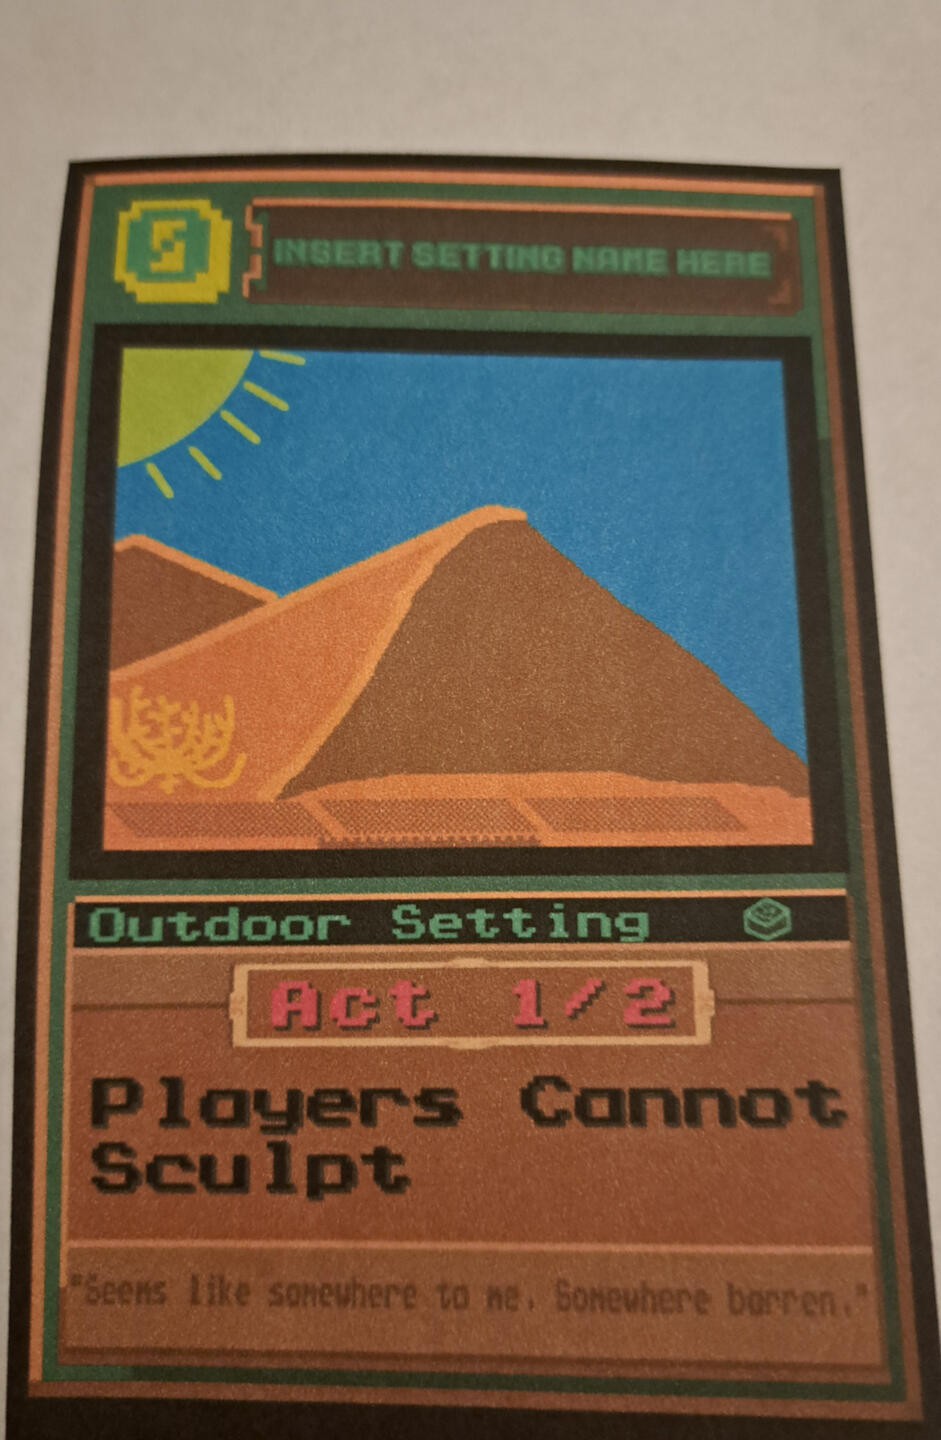 S
INSERT SETTING NAME HERE
Outdoor Setting
Act 1/2
Players Cannot
Sculpt
"Seems like somewhere to me. Somewhere barren."